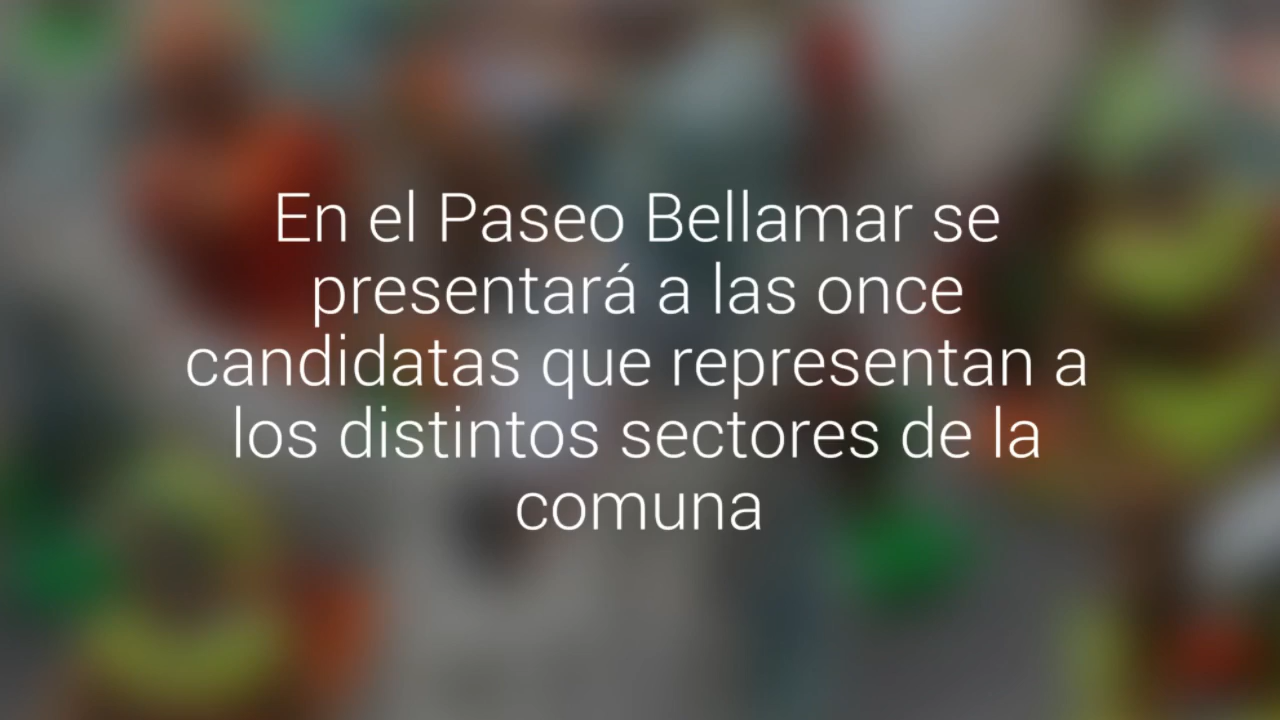 En el Paseo Bellamar se
presentará a las once
candidatas que representan a
los distintos sectores de la
comuna